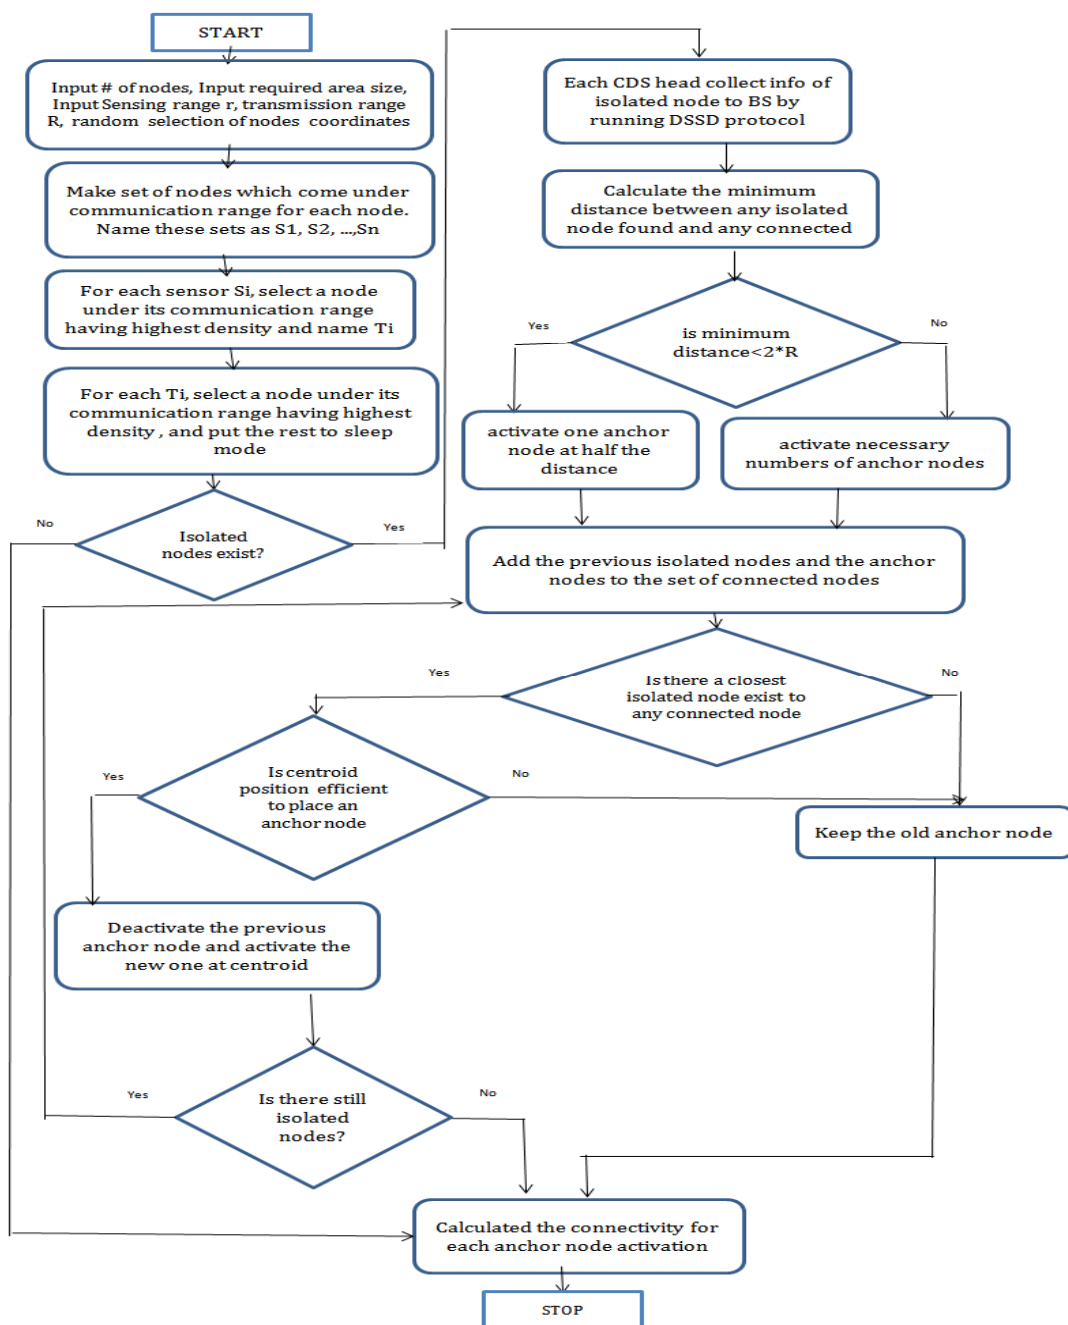 START
Input # of nodes, Input required area size,
Input Sensing range r, transmission range
R, random selection of nodes coordinates
Make set of nodes which come under
communication range for each node.
Name these sets as S1, S2, ...,Sn
For each sensor Si, select a node
under its communication range
having highest density and name Ti
For each Ti, select a node under its
communication range having highest
density , and put the rest to sleep
mode
No
Isolated
nodes exist?
Yes
Each CDS head collect info of
isolated node to BS by
running DSSD protocol
Calculate the minimum
distance between any isolated
node found and any connected
Yes
is minimum
distance<2*R
No
activate one anchor
node at half the
distance
activate necessary
numbers of anchor nodes
Add the previous isolated nodes and the anchor
nodes to the set of connected nodes
Yes
Is there a closest
isolated node exist to
any connected node
No
Yes
Is centroid
position efficient
to place an
anchor node
No
Keep the old anchor node
Deactivate the previous
anchor node and activate the
new one at centroid
Yes
Is there still
isolated
nodes?
No
Calculated the connectivity for
each anchor node activation
STOP